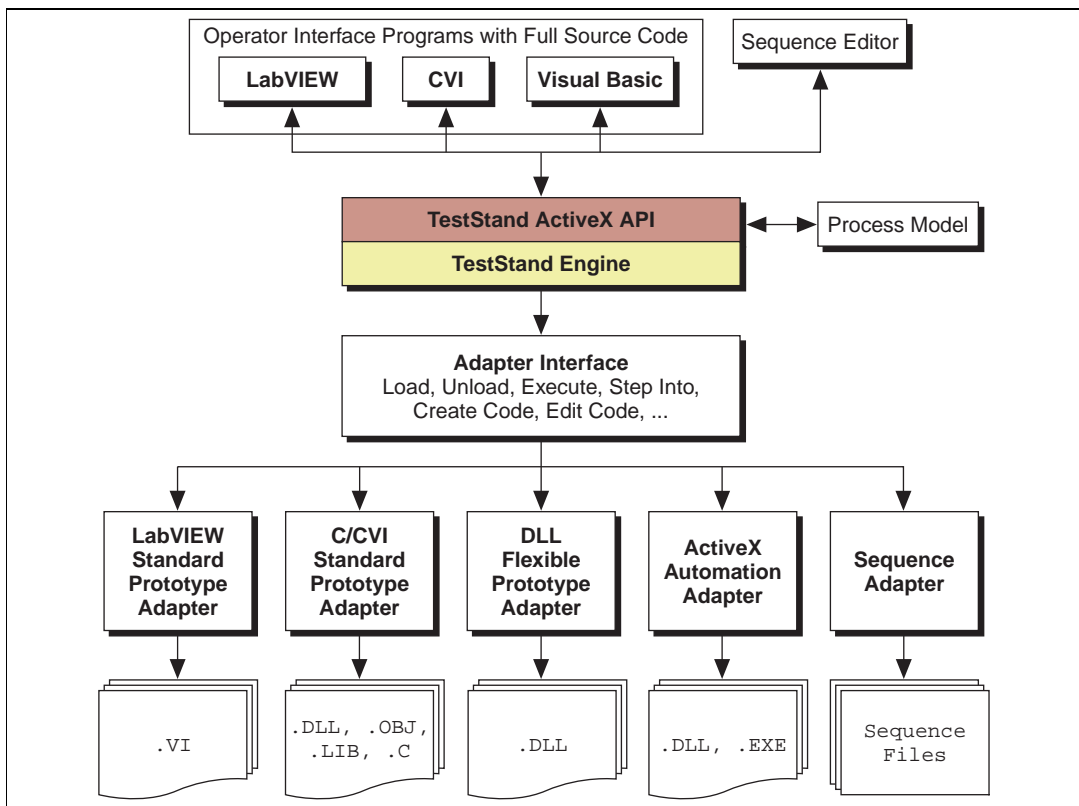 Operator Interface Programs with Full Source Code
Sequence Editor
LabVIEW
CVI
Visual Basic
TestStand ActiveX API
Process Model
TestStand Engine
Adapter Interface
Load, Unload, Execute, Step Into,
Create Code, Edit Code, ...
LabVIEW
Standard
Prototype
Adapter
C/CVI
Standard
Prototype
Adapter
DLL
Flexible
Prototype
Adapter
ActiveX
Automation
Adapter
Sequence
Adapter
.VI
.DLL, .OBJ,
.LIB, .C
.DLL
.DLL, .EXE
Sequence
Files